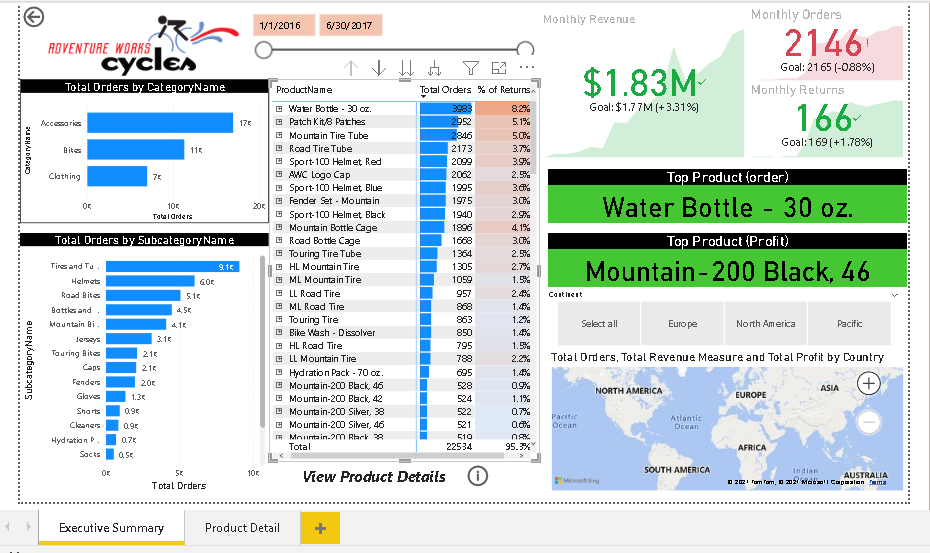 ADVENTURE WORKS
cycles
1/1/2016 6/30/2017
Monthly Revenue
$1.83M
Goal: $1.77M (+3.31%)
Monthly Orders
2146!
Goal: 2165 (-0.88%)
Monthly Returns
166
Goal: 169 (+1.78%)
Total Orders by CategoryName
CategoryName
Accessories 17K
Bikes 11K
Clothing 7K
0K 10K 20K
Total Orders
Total Orders by SubcategoryName
SubcategoryName
Tires and Tu... 9.1K
Helmets 6.0K
Road Bikes 5.1K
Bottles and ... 4.5K
Mountain Bi... 4.1K
Jerseys 3.1K
Touring Bikes 2.1K
Caps 2.1K
Fenders 2.0K
Gloves 1.3K
Shorts 0.9K
Cleaners 0.9K
Hydration P... 0.7K
Socks 0.5K
0K 5K 10K
Total Orders
ProductName Total Orders % of Returns
Water Bottle - 30 oz. 3983 8.2%
Patch Kit/8 Patches 2952 5.1%
Mountain Tire Tube 2846 5.0%
Road Tire Tube 2173 3.7%
Sport-100 Helmet, Red 2099 3.9%
AWC Logo Cap 2062 2.5%
Sport-100 Helmet, Blue 1995 3.6%
Fender Set - Mountain 1975 3.0%
Sport-100 Helmet, Black 1940 2.9%
Mountain Bottle Cage 1896 4.1%
Road Bottle Cage 1668 3.0%
Touring Tire Tube 1364 2.5%
HL Mountain Tire 1305 2.7%
ML Mountain Tire 1059 1.5%
LL Road Tire 957 2.4%
ML Road Tire 868 1.4%
Touring Tire 863 1.2%
Bike Wash - Dissolver 850 1.4%
HL Road Tire 795 1.5%
LL Mountain Tire 788 2.2%
Hydration Pack - 70 oz. 695 1.4%
Mountain-200 Black, 46 528 0.9%
Mountain-200 Black, 42 524 1.1%
Mountain-200 Silver, 38 522 0.7%
Mountain-200 Silver, 46 521 0.6%
Mountain-200 Black, 38 519 0.8%
Total 22534 95.3%
View Product Details
Top Product (order)
Water Bottle - 30 oz.
Top Product (Profit)
Mountain-200 Black, 46
Continent
Select all Europe North America Pacific
Total Orders, Total Revenue Measure and Total Profit by Country
NORTH AMERICA
EUROPE
ASIA
Pacific
Ocean
Atlantic
Ocean
AFRICA
SOUTH AMERICA
Indian
AUSTRALIA
Microsoft Bing
© 2021 TomTom, © 2021 Microsoft Corporation Terms
Executive Summary Product Detail +